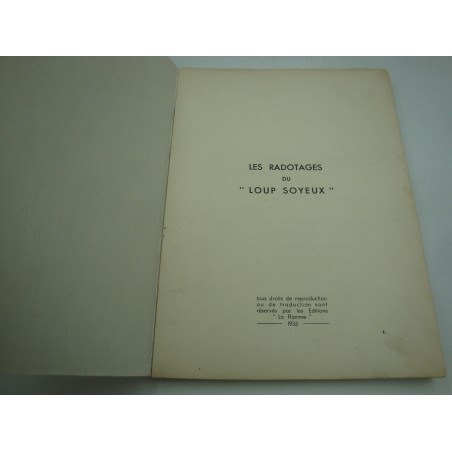 LES RADOTAGES
DU
" LOUP SOYEUX "
tous droits de reproduction
ou de traduction sont
réservés par les Editions
" La Flamme "